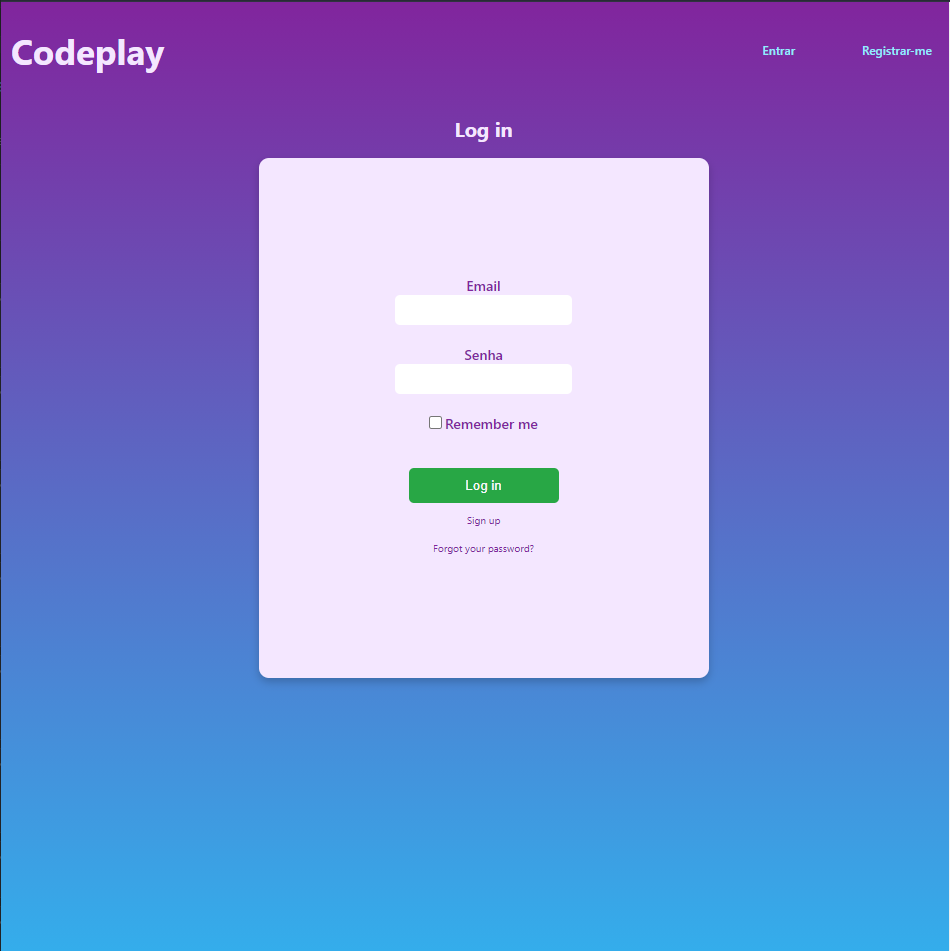 Codeplay
Entrar
Registrar-me
Log in
Email
Senha
Remember me
Log in
Sign up
Forgot your password?